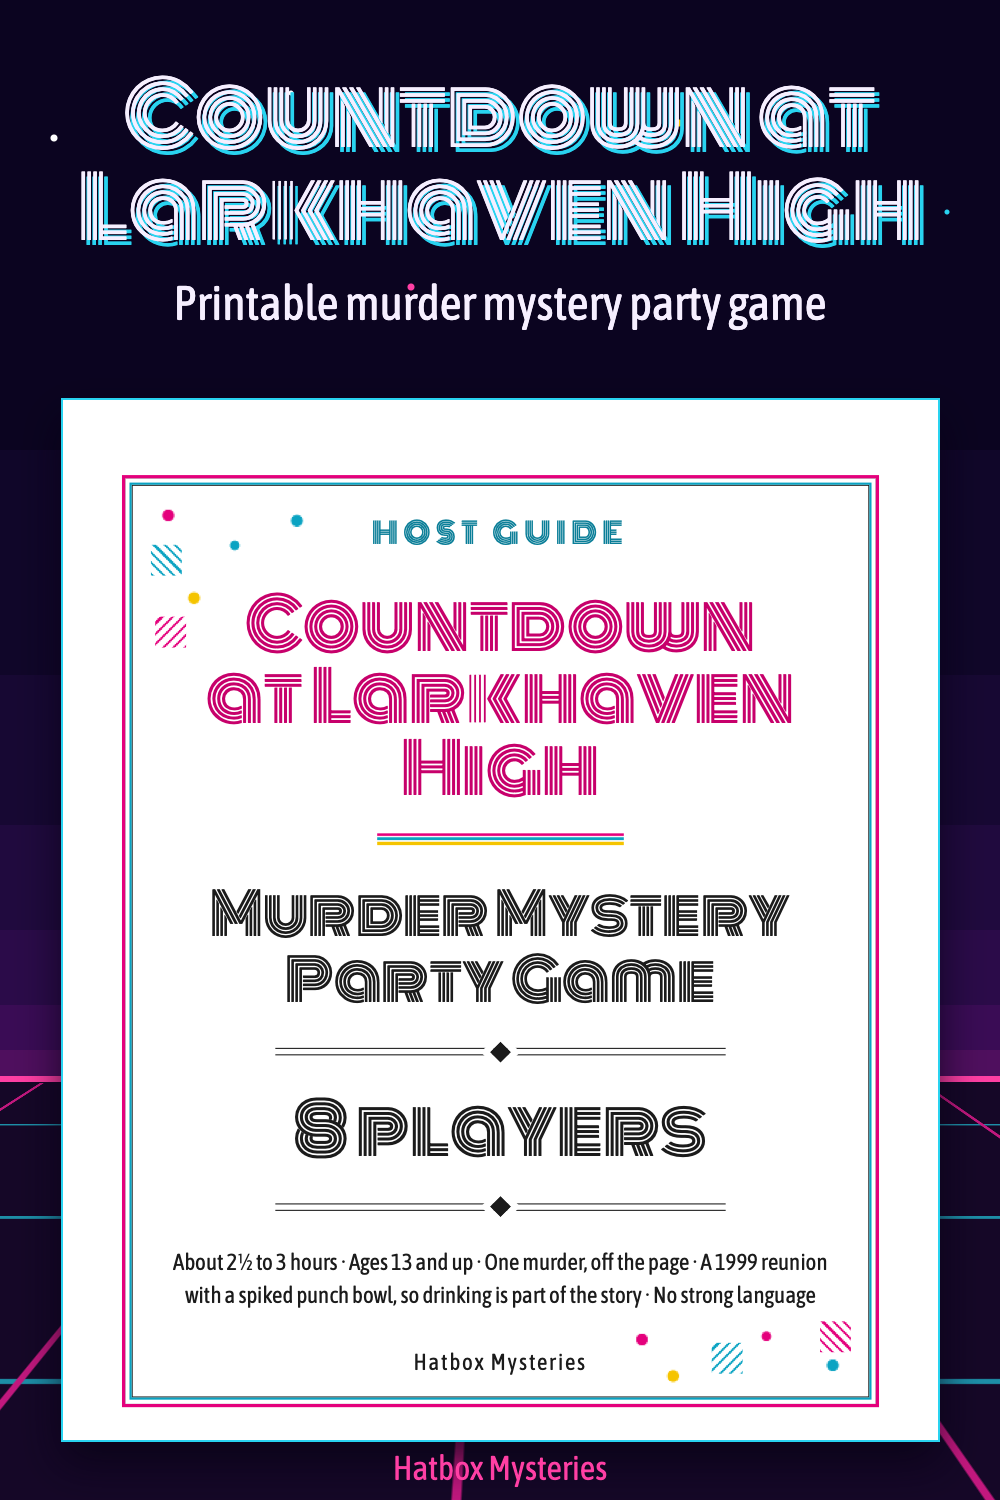 Countdown at
Larkhaven High
Printable murder mystery party game
HOST GUIDE
Countdown
at Larkhaven
High
Murder Mystery
Party Game
8 players
About 2½ to 3 hours · Ages 13 and up · One murder, off the page · A 1999 reunion
with a spiked punch bowl, so drinking is part of the story · No strong language
Hatbox Mysteries
Hatbox Mysteries